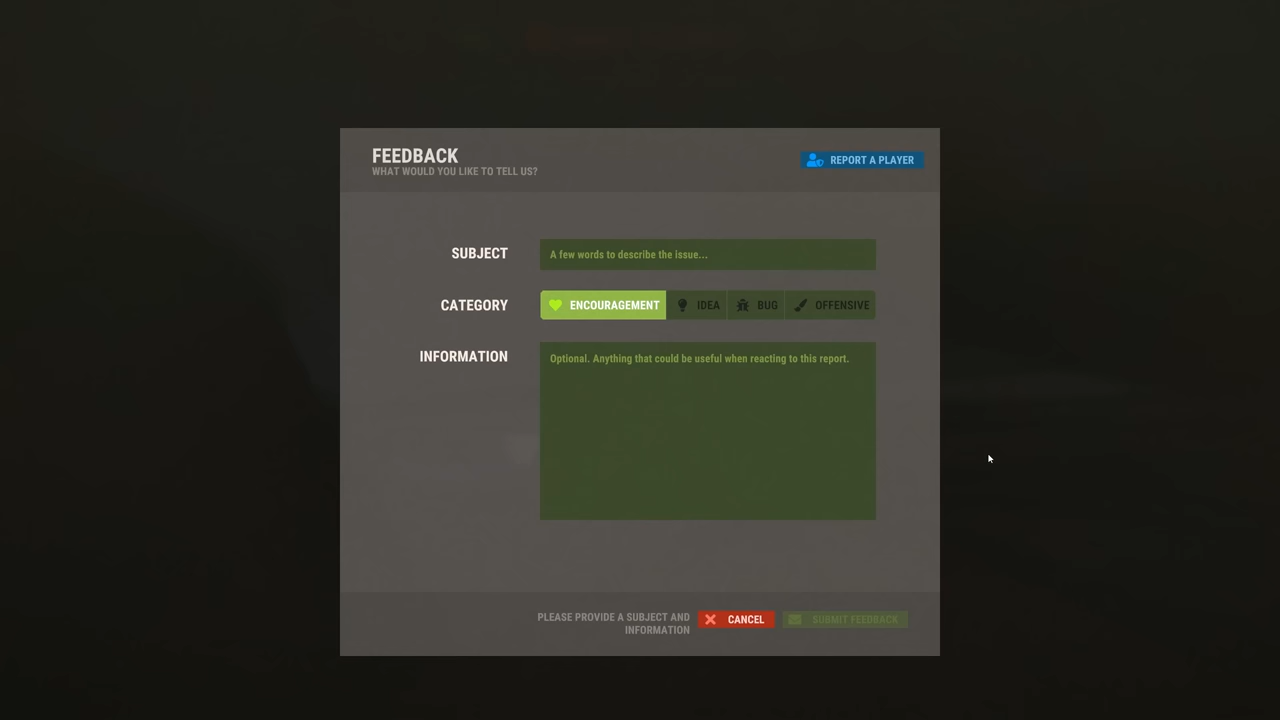 FEEDBACK
WHAT WOULD YOU LIKE TO TELL US?
REPORT A PLAYER
SUBJECT
A few words to describe the issue...
CATEGORY
ENCOURAGEMENT
IDEA
BUG
OFFENSIVE
INFORMATION
Optional. Anything that could be useful when reacting to this report.
PLEASE PROVIDE A SUBJECT AND
INFORMATION
CANCEL
SUBMIT FEEDBACK